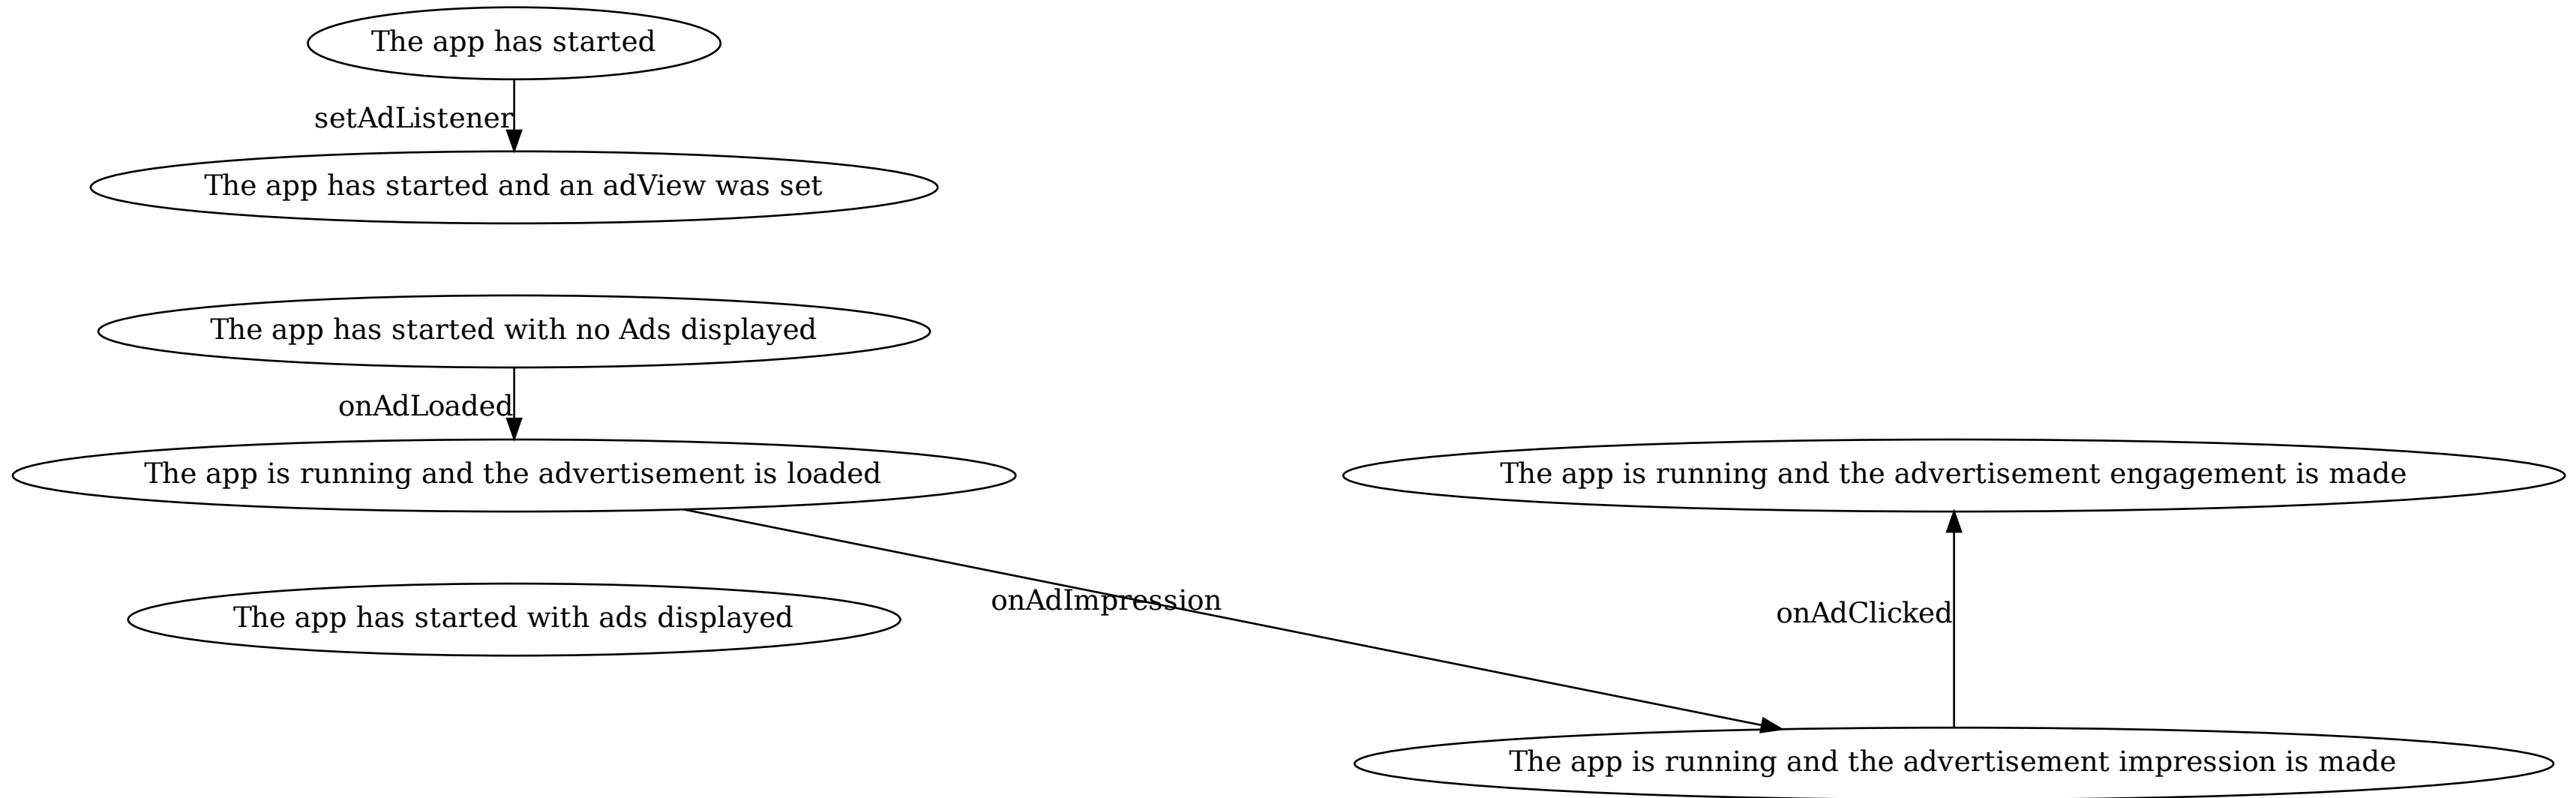 The app has started
setAdListener
The app has started and an adView was set
The app has started with no Ads displayed
onAdLoaded
The app is running and the advertisement is loaded
The app is running and the advertisement engagement is made
onAdImpression
onAdClicked
The app has started with ads displayed
The app is running and the advertisement impression is made